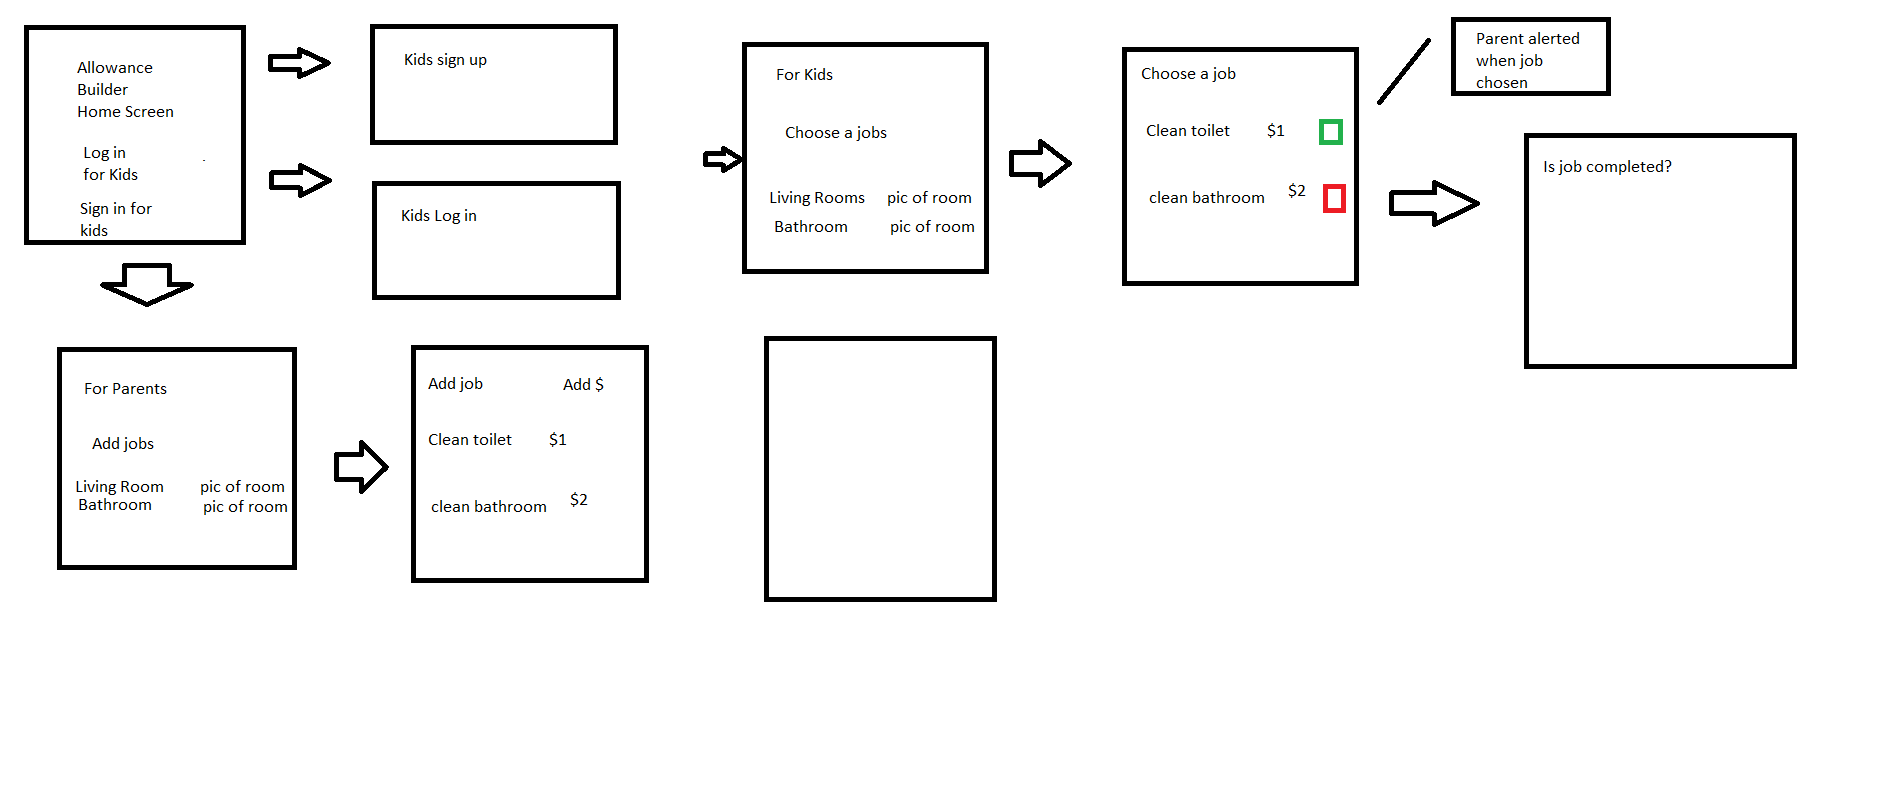 Allowance
Builder
Home Screen
Log in
for Kids
Sign in for
kids
Kids sign up
Kids Log in
For Kids
Choose a jobs
Living Rooms pic of room
Bathroom pic of room
Choose a job
Clean toilet $1
clean bathroom $2
Parent alerted
when job
chosen
Is job completed?
For Parents
Add jobs
Living Room pic of room
Bathroom pic of room
Add job Add $
Clean toilet $1
clean bathroom $2